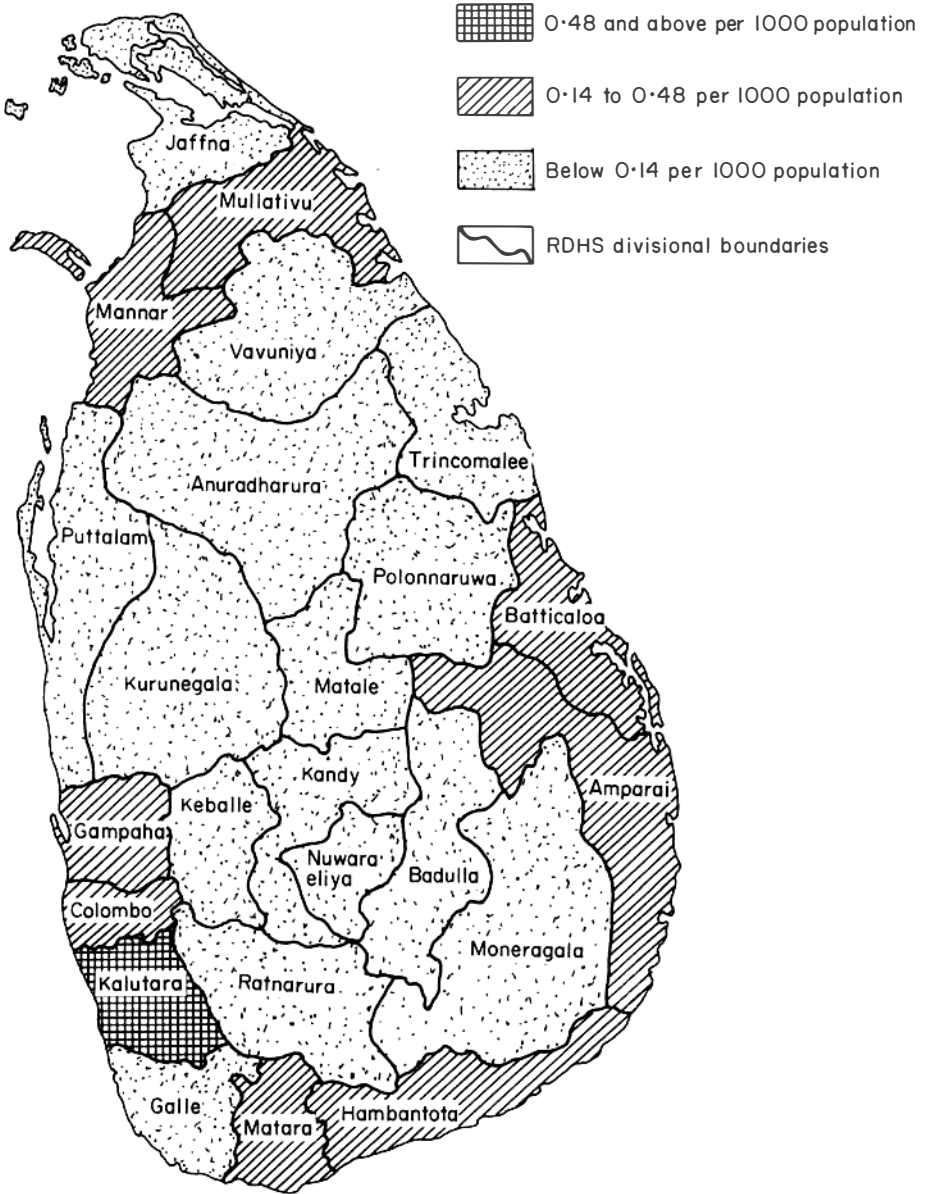 0·48 and above per 1000 population
0·14 to 0·48 per 1000 population
Below 0·14 per 1000 population
RDHS divisional boundaries
Jaffna
Mullativu
Mannar
Vavuniya
Trincomalee
Anuradharura
Puttalam
Polonnaruwa
Batticaloa
Kurunegala
Matale
Kandy
Amparai
Keballe
Gampaha
Nuwara
eliya
Badulla
Colombo
Moneragala
Kalutara
Ratnarura
Galle
Hambantota
Matara